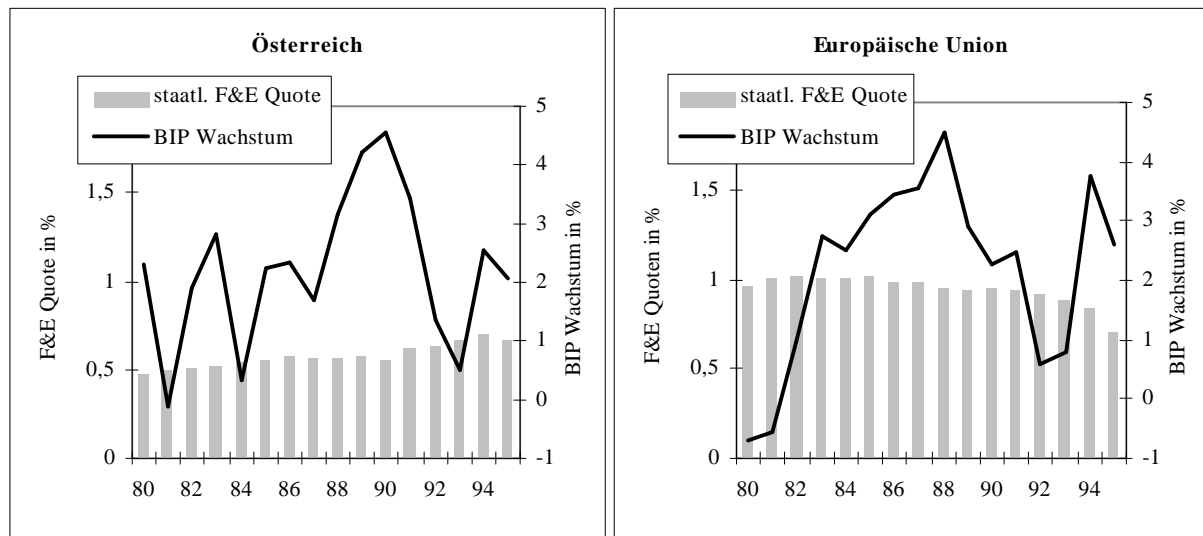 Österreich
staatl. F&E Quote
BIP Wachstum
F&E Quote in %
1,5
1
0,5
0
5
4
3
2
1
0
-1
BIP Wachstum in %
80 82 84 86 88 90 92 94
Europäische Union
staatl. F&E Quote
BIP Wachstum
F&E Quoten in %
1,5
1
0,5
0
5
4
3
2
1
0
-1
BIP Wachstum in %
80 82 84 86 88 90 92 94